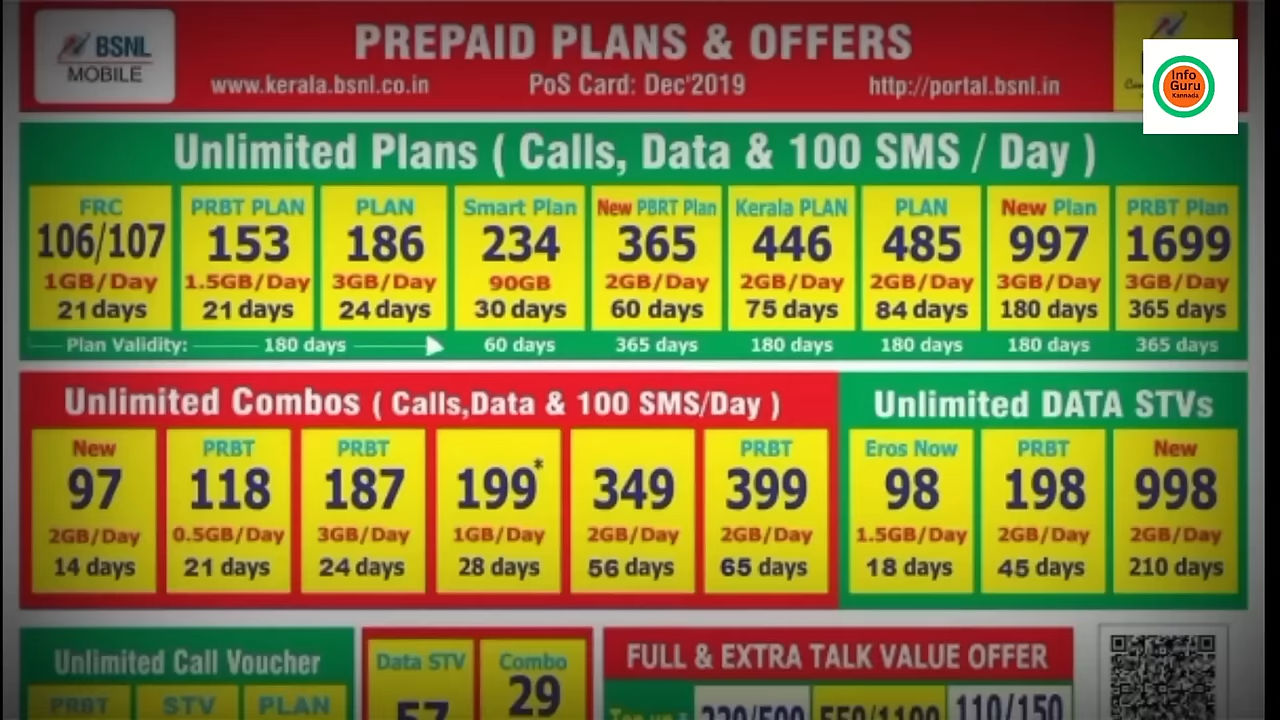 BSNL
MOBILE
PREPAID PLANS & OFFERS
www.kerala.bsnl.co.in PoS Card: Dec'2019 http://portal.bsnl.in
Info
Guru
Kannada
Unlimited Plans ( Calls, Data & 100 SMS / Day )
FRC PRBT PLAN PLAN Smart Plan New PBRT Plan Kerala PLAN PLAN New Plan PRBT Plan
106/107 153 186 234 365 446 485 997 1699
1GB/Day 1.5GB/Day 3GB/Day 90GB 2GB/Day 2GB/Day 2GB/Day 3GB/Day 3GB/Day
21 days 21 days 24 days 30 days 60 days 75 days 84 days 180 days 365 days
Plan Validity: 180 days 60 days 365 days 180 days 180 days 180 days 365 days
Unlimited Combos ( Calls,Data & 100 SMS/Day )
New PRBT PRBT PRBT
97 118 187 199* 349 399
2GB/Day 0.5GB/Day 3GB/Day 1GB/Day 2GB/Day 2GB/Day
14 days 21 days 24 days 28 days 56 days 65 days
Unlimited DATA STVs
Eros Now PRBT New
98 198 998
1.5GB/Day 2GB/Day 2GB/Day
18 days 45 days 210 days
Unlimited Call Voucher
PRBT STV PLAN
Data STV Combo
57 29
FULL & EXTRA TALK VALUE OFFER
110/150